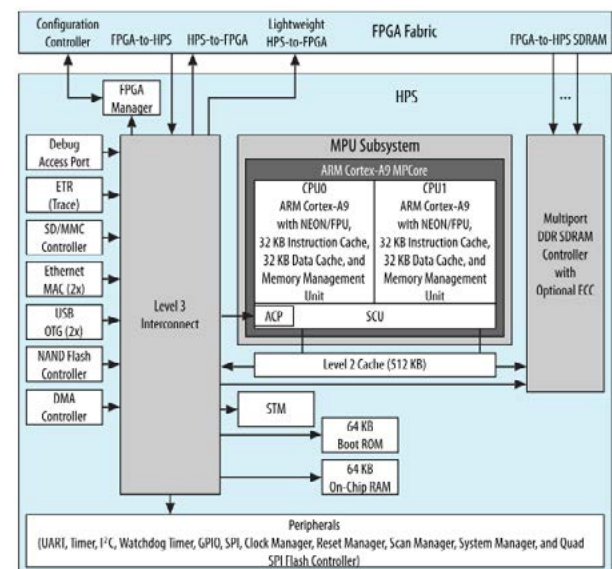 Configuration
Controller
FPGA-to-HPS
HPS-to-FPGA
Lightweight
HPS-to-FPGA
FPGA Fabric
FPGA-to-HPS SDRAM
FPGA
Manager
HPS
...
Debug
Access Port
ETR
(Trace)
SD/MMC
Controller
Ethernet
MAC (2x)
USB
OTG (2x)
NAND Flash
Controller
DMA
Controller
Level 3
Interconnect
MPU Subsystem
ARM Cortex-A9 MPCore
CPU0
ARM Cortex-A9
with NEON/FPU,
32 KB Instruction Cache,
32 KB Data Cache, and
Memory Management
Unit
CPU1
ARM Cortex-A9
with NEON/FPU,
32 KB Instruction Cache,
32 KB Data Cache, and
Memory Management
Unit
ACP
SCU
Level 2 Cache (512 KB)
Multiport
DDR SDRAM
Controller
with
Optional ECC
STM
64 KB
Boot ROM
64 KB
On-Chip RAM
Peripherals
(UART, Timer, I²C, Watchdog Timer, GPIO, SPI, Clock Manager, Reset Manager, Scan Manager, System Manager, and Quad
SPI Flash Controller)